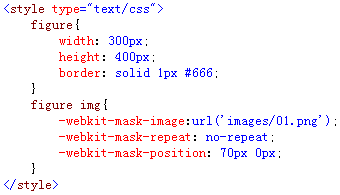 <style type="text/css">
    figure{
        width: 300px;
        height: 400px;
        border: solid 1px #666;
    }
    figure img{
        -webkit-mask-image:url('images/01.png');
        -webkit-mask-repeat: no-repeat;
        -webkit-mask-position: 70px 0px;
    }
</style>